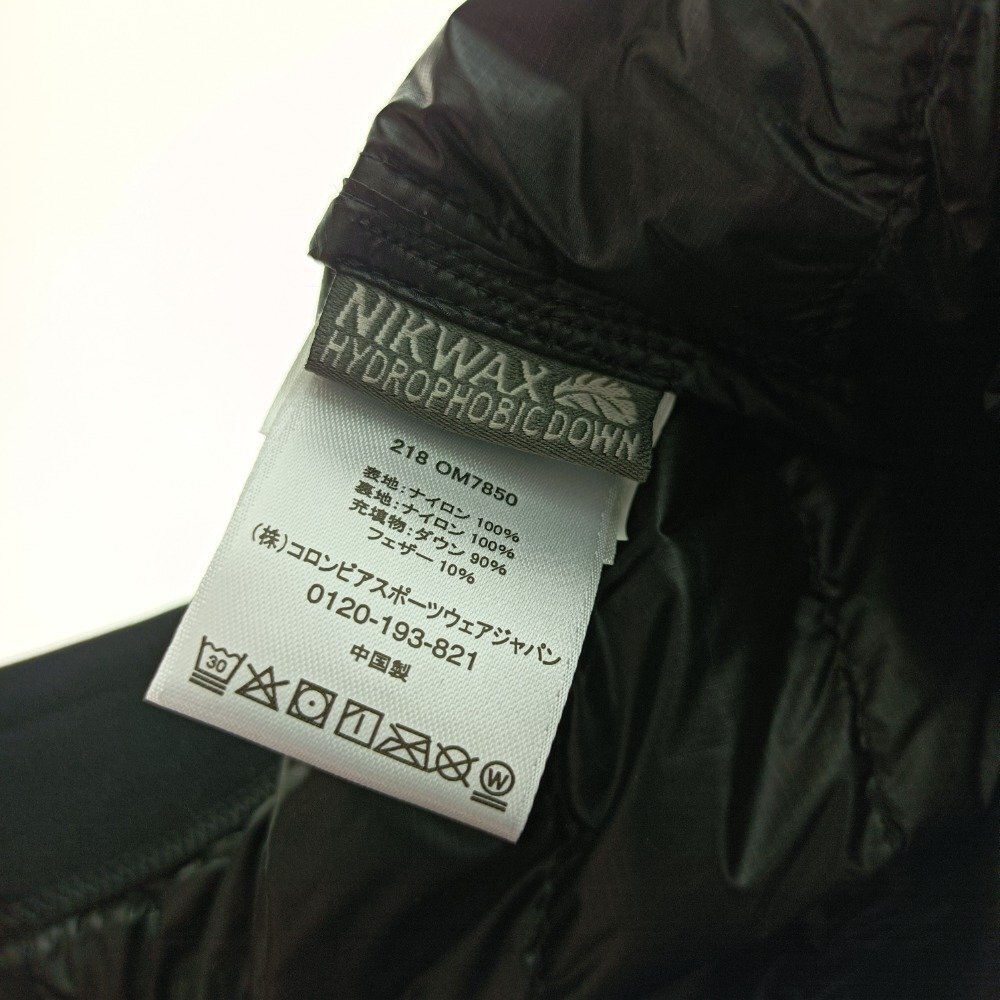 NIKWAX
HYDROPHOBIC DOWN
218 OM7850
表地:ナイロン 100%
裏地:ナイロン 100%
充填物:ダウン 90%
フェザー 10%
(株)コロンビアスポーツウェアジャパン
0120-193-821
中国製
30
W